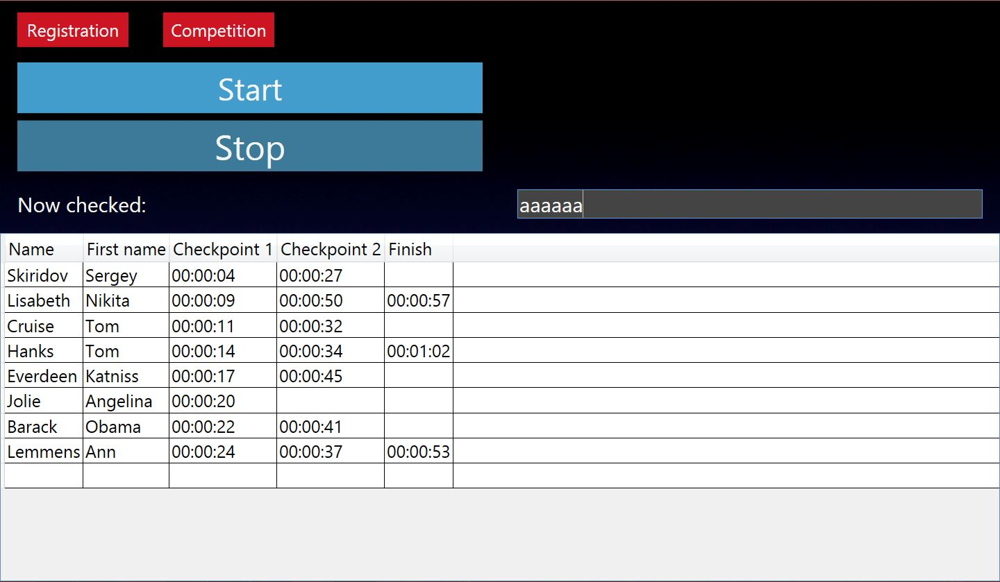 Registration Competition
Start
Stop
Now checked: aaaaaa
Name First name Checkpoint 1 Checkpoint 2 Finish
Skiridov Sergey 00:00:04 00:00:27
Lisabeth Nikita 00:00:09 00:00:50 00:00:57
Cruise Tom 00:00:11 00:00:32
Hanks Tom 00:00:14 00:00:34 00:01:02
Everdeen Katniss 00:00:17 00:00:45
Jolie Angelina 00:00:20
Barack Obama 00:00:22 00:00:41
Lemmens Ann 00:00:24 00:00:37 00:00:53